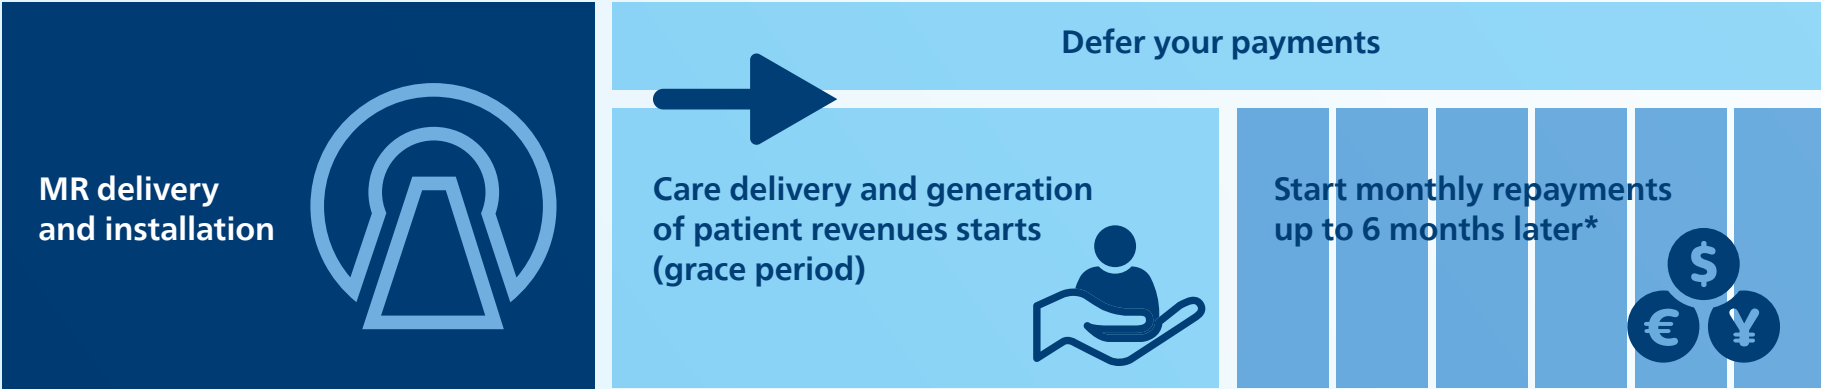 MR delivery
and installation
Defer your payments
Care delivery and generation
of patient revenues starts
(grace period)
Start monthly repayments
up to 6 months later*
$
€
¥